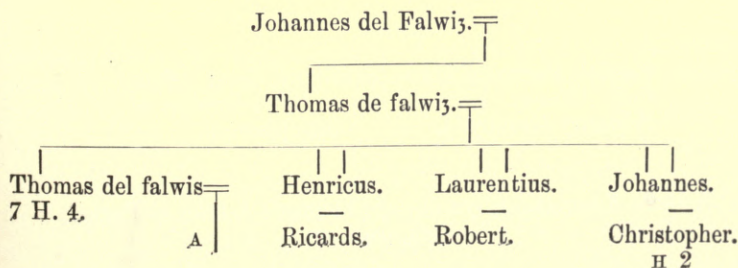 Johannes del Falwiȝ.
Thomas de falwiȝ.
Thomas del falwis Henricus. Laurentius. Johannes.
7 H. 4.
A Ricards. Robert. Christopher.
H 2